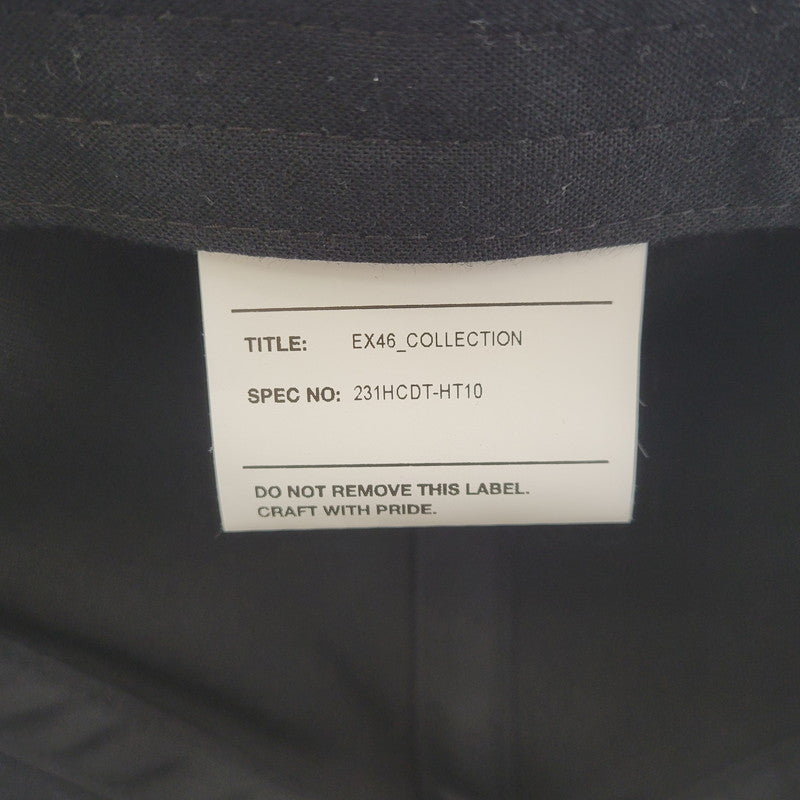 TITLE: EX46_COLLECTION
SPEC NO: 231HCDT-HT10
DO NOT REMOVE THIS LABEL.
CRAFT WITH PRIDE.